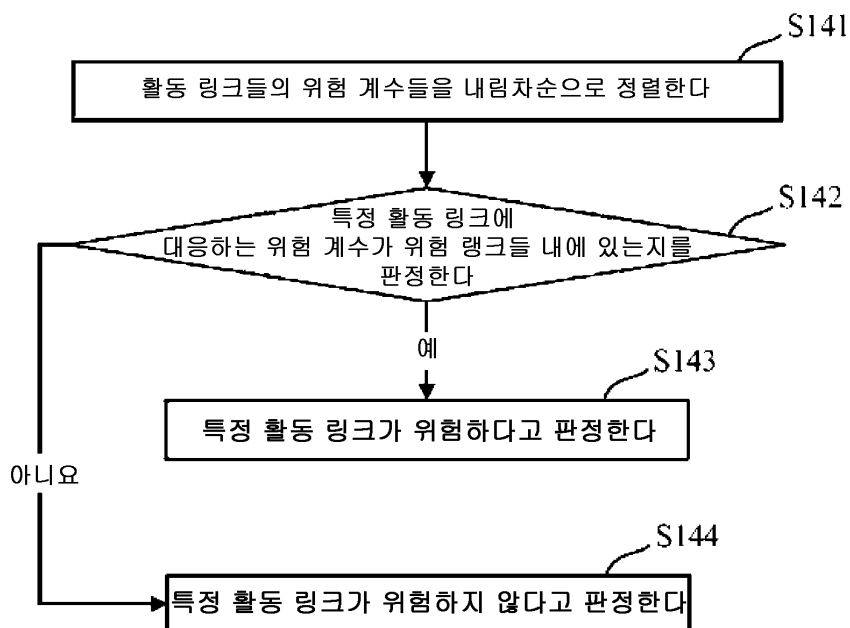 S141
활동 링크들의 위험 계수들을 내림차순으로 정렬한다
S142
특정 활동 링크에
대응하는 위험 계수가 위험 랭크들 내에 있는지를
판정한다
예
S143
특정 활동 링크가 위험하다고 판정한다
아니요
S144
특정 활동 링크가 위험하지 않다고 판정한다